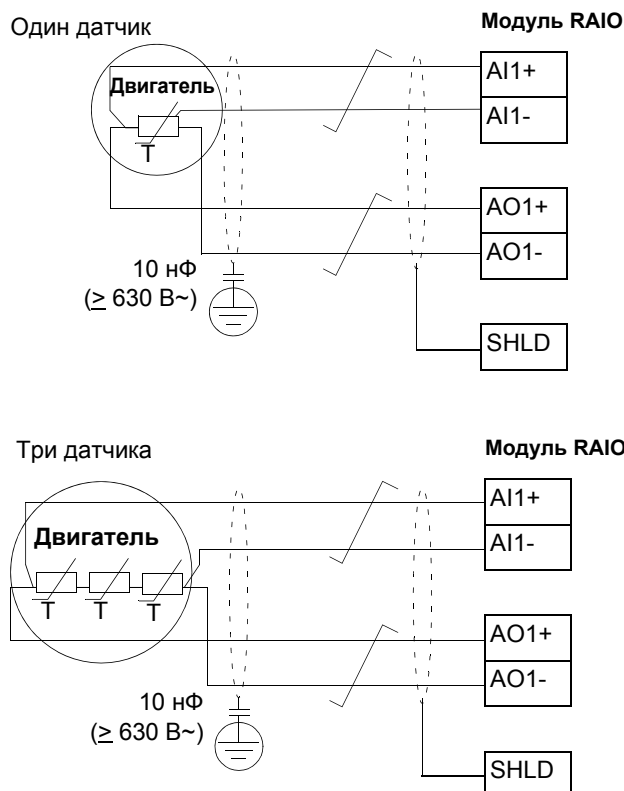 Один датчик
Модуль RAIO
Двигатель
T
AI1+
AI1-
AO1+
AO1-
10 нФ
(≥ 630 В~)
SHLD
Три датчика
Модуль RAIO
Двигатель
T T T
AI1+
AI1-
AO1+
AO1-
10 нФ
(≥ 630 В~)
SHLD